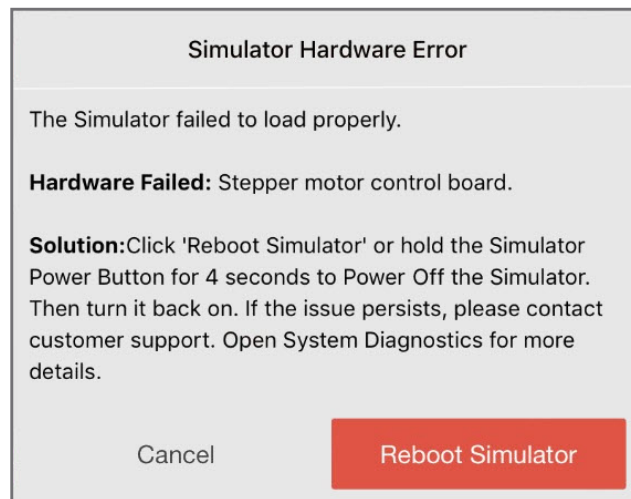 Simulator Hardware Error
The Simulator failed to load properly.
Hardware Failed: Stepper motor control board.
Solution:Click 'Reboot Simulator' or hold the Simulator
Power Button for 4 seconds to Power Off the Simulator.
Then turn it back on. If the issue persists, please contact
customer support. Open System Diagnostics for more
details.
Cancel
Reboot Simulator